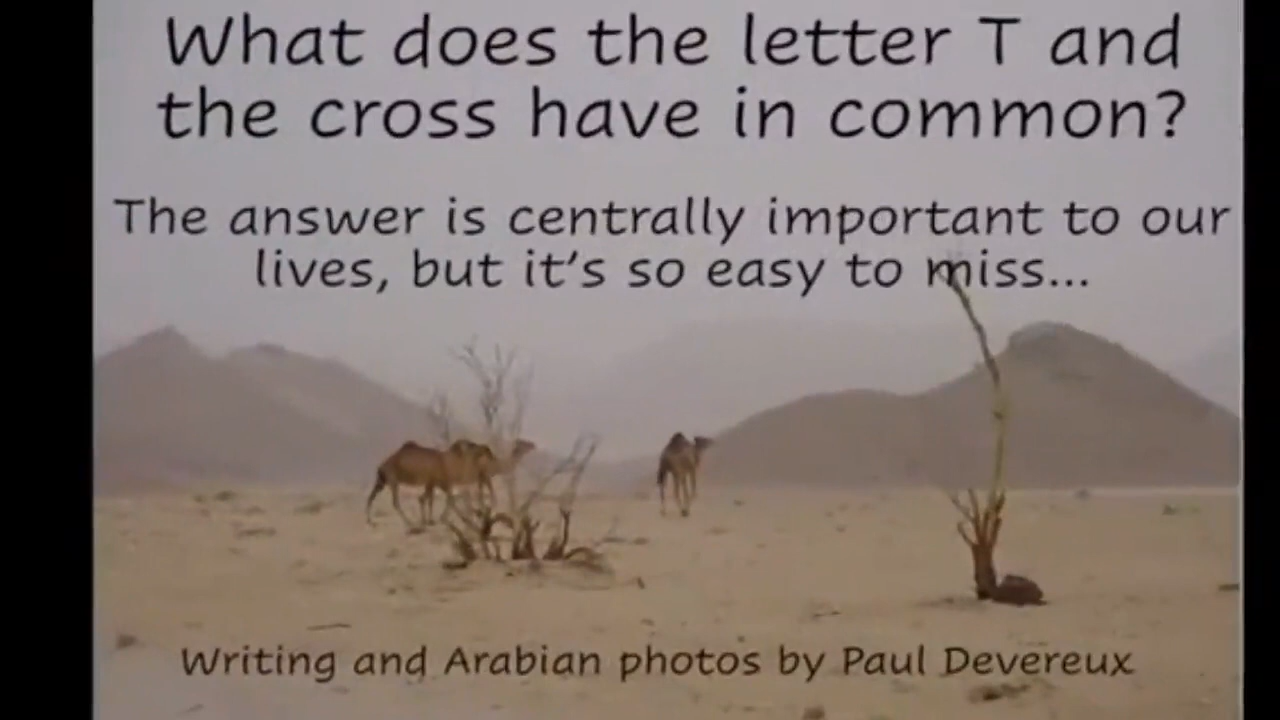 What does the letter T and
the cross have in common?
The answer is centrally important to our
lives, but it's so easy to miss...
Writing and Arabian photos by Paul Devereux